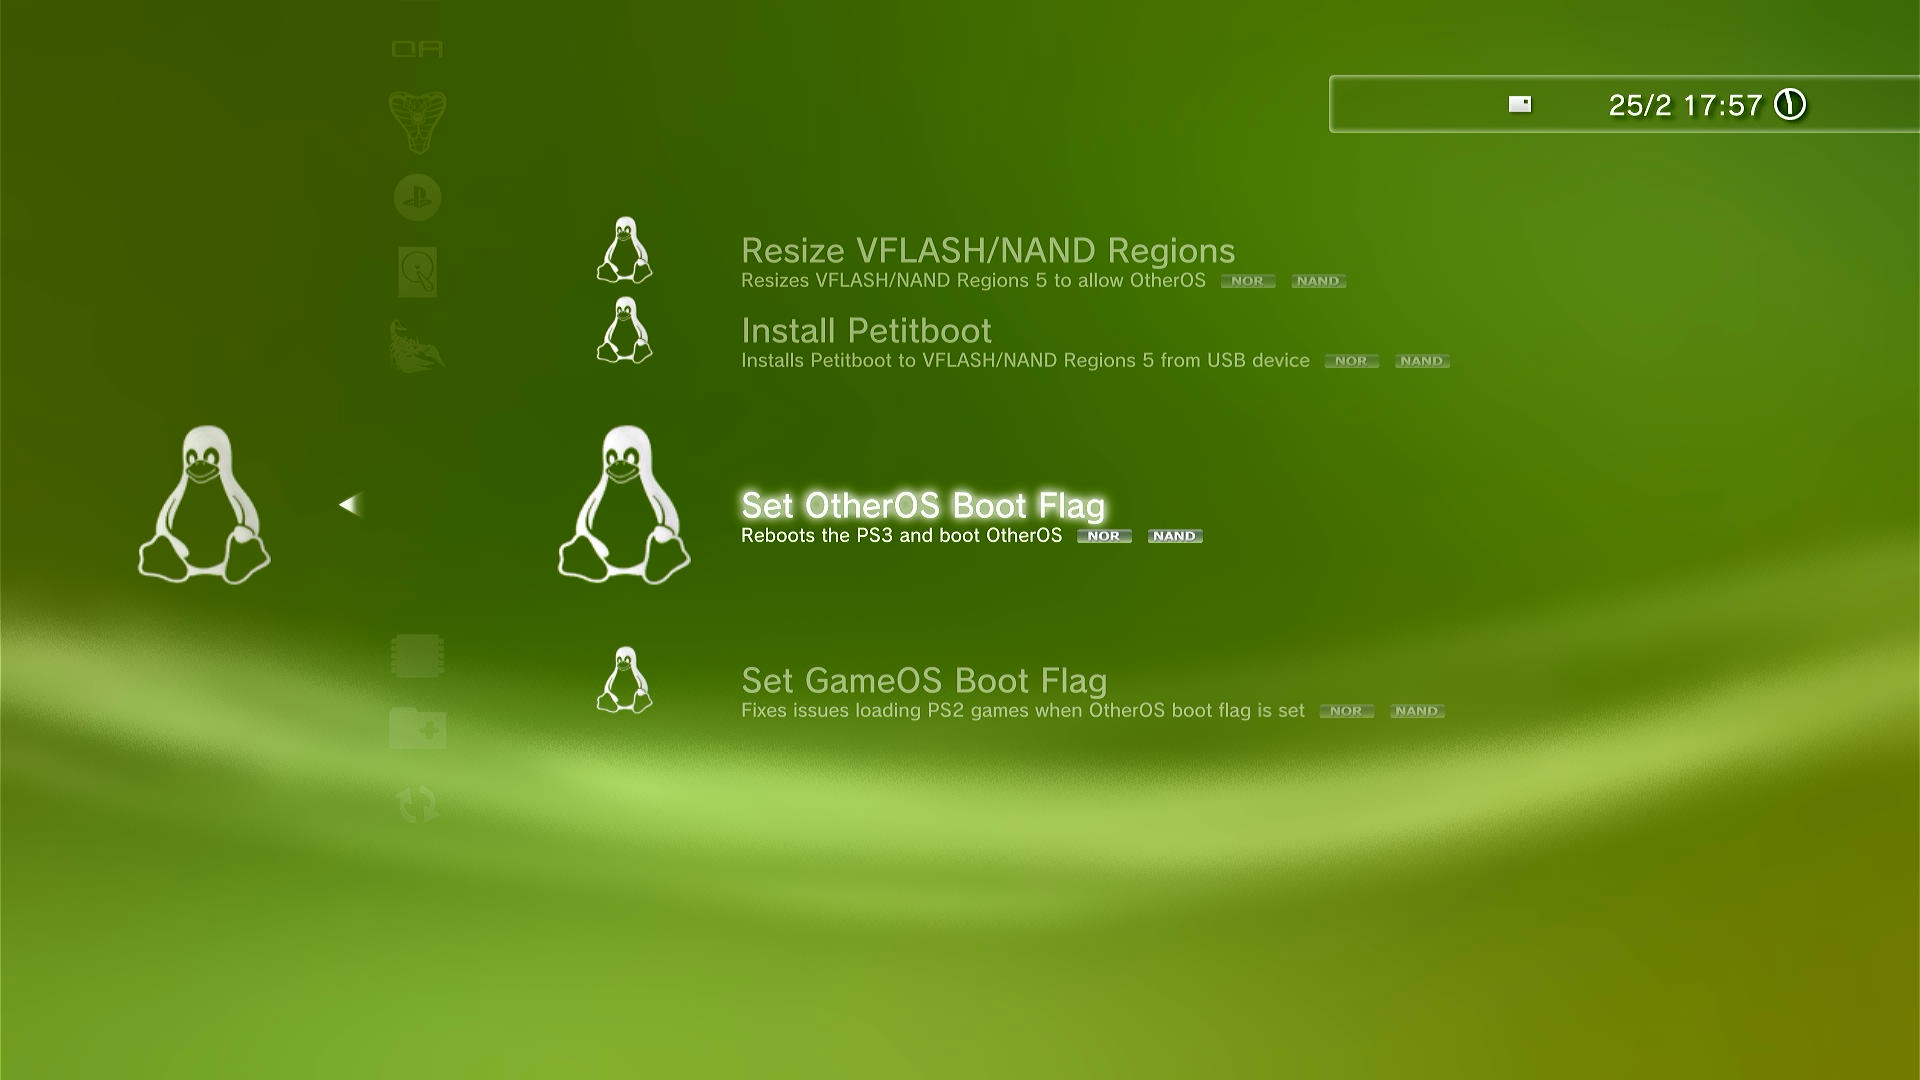 QA
25/2 17:57
Resize VFLASH/NAND Regions
Resizes VFLASH/NAND Regions 5 to allow OtherOS NOR NAND
Install Petitboot
Installs Petitboot to VFLASH/NAND Regions 5 from USB device NOR NAND
Set OtherOS Boot Flag
Reboots the PS3 and boot OtherOS NOR NAND
Set GameOS Boot Flag
Fixes issues loading PS2 games when OtherOS boot flag is set NOR NAND